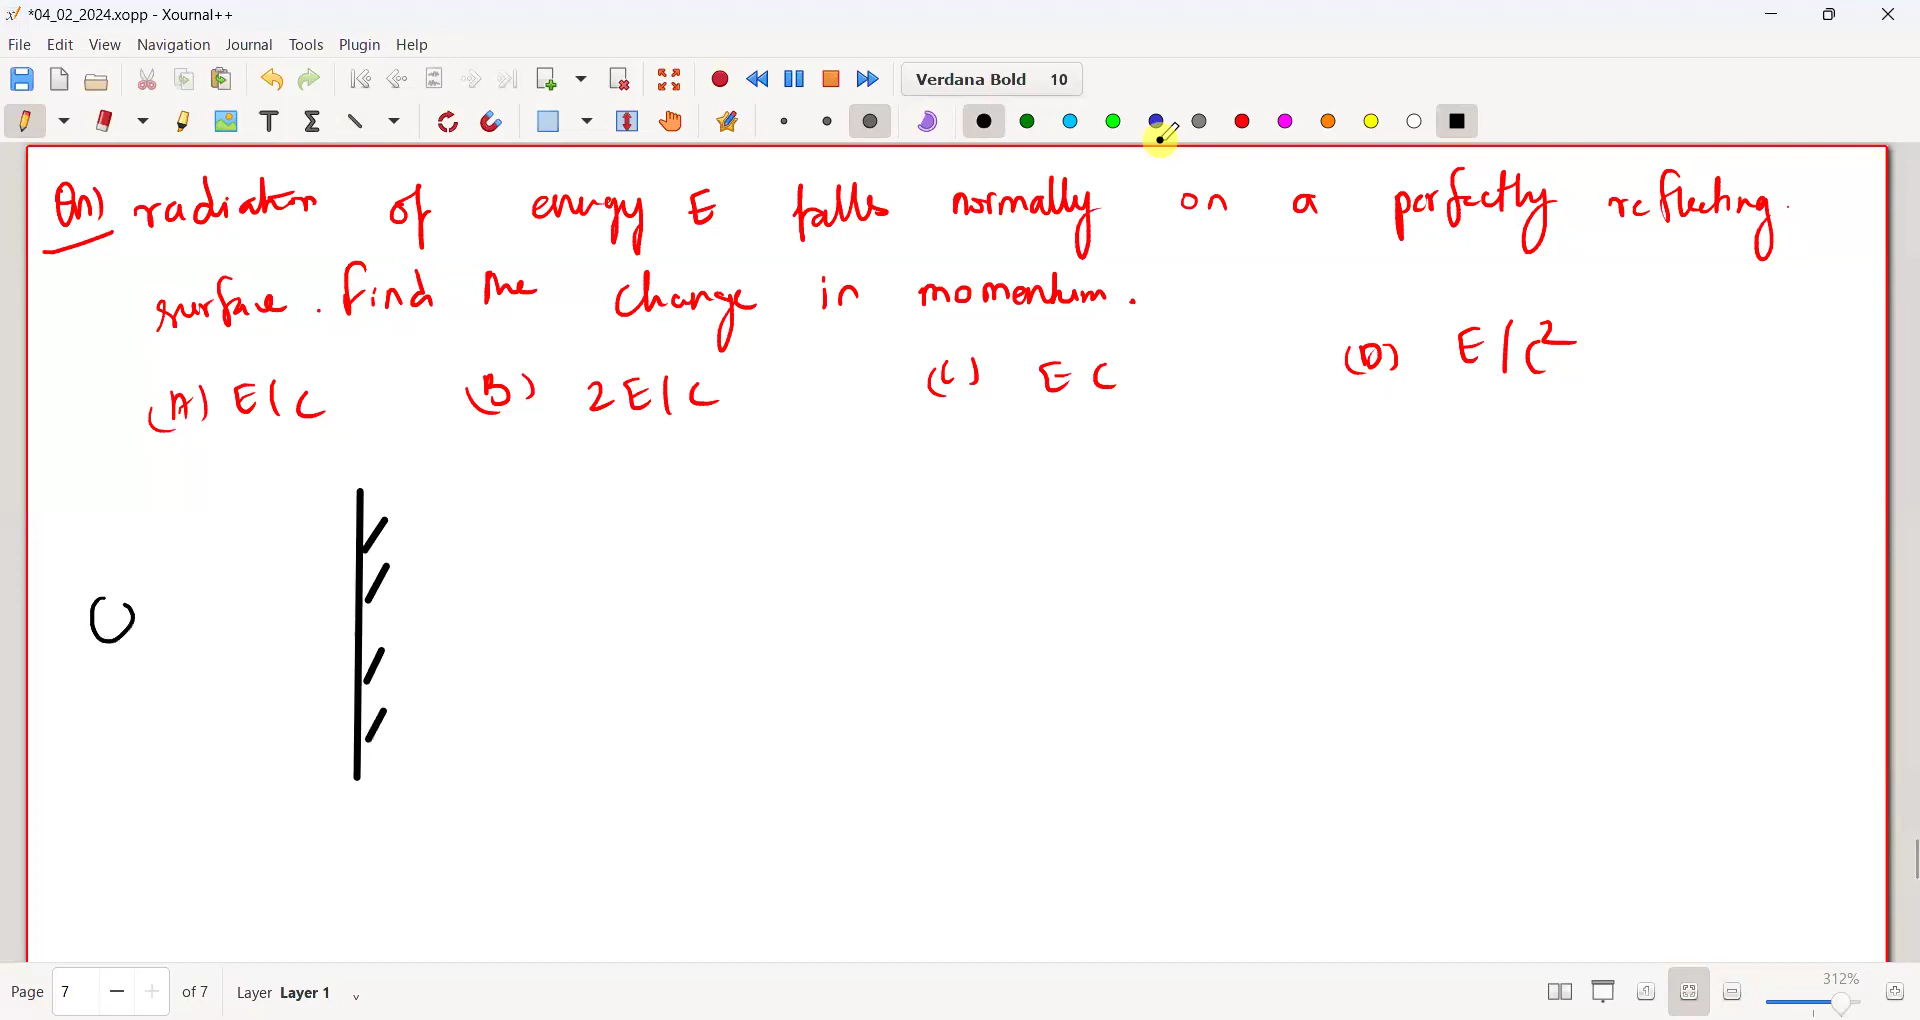 *04_02_2024.xopp - Xournal++
File Edit View Navigation Journal Tools Plugin Help
Verdana Bold 10
Qn) radiation of energy E falls normally on a perfectly reflecting
surface. Find the change in momentum.
(A) E/C (B) 2E/C (C) EC (D) E/C²
Page 7 of 7 Layer Layer 1 312%